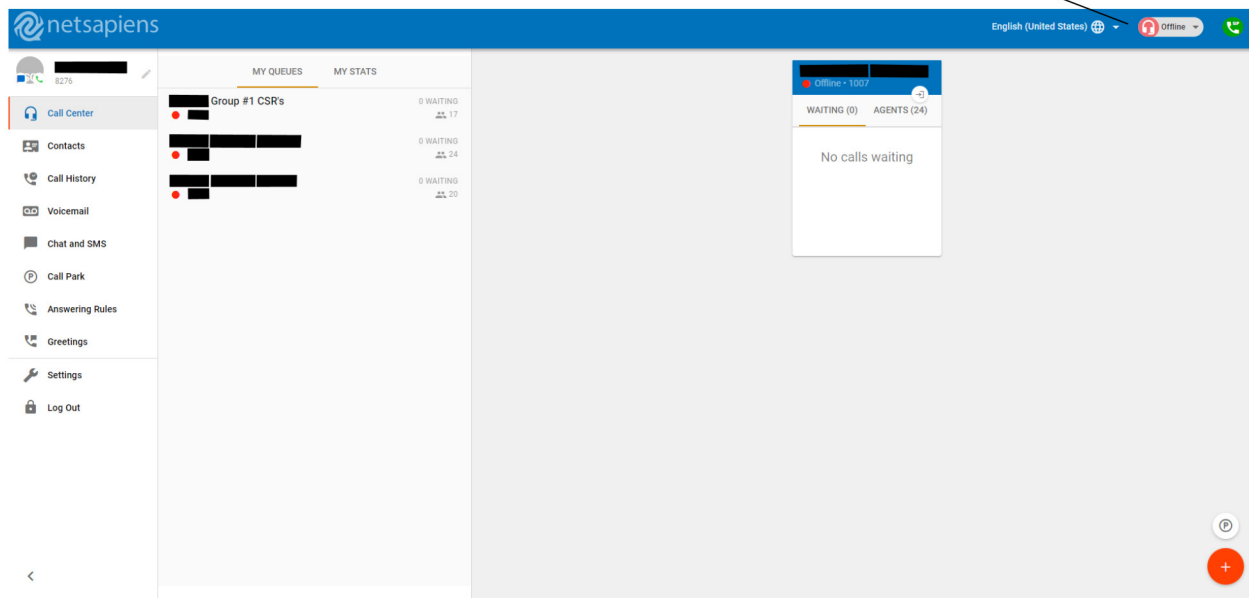 netsapiens
English (United States)
Offline
SIP
8276
Call Center
Contacts
Call History
Voicemail
Chat and SMS
P
Call Park
Answering Rules
Greetings
Settings
Log Out
MY QUEUES MY STATS
Group #1 CSR's 0 WAITING
17
0 WAITING
24
0 WAITING
20
Offline • 1007
WAITING (0) AGENTS (24)
No calls waiting
P
+